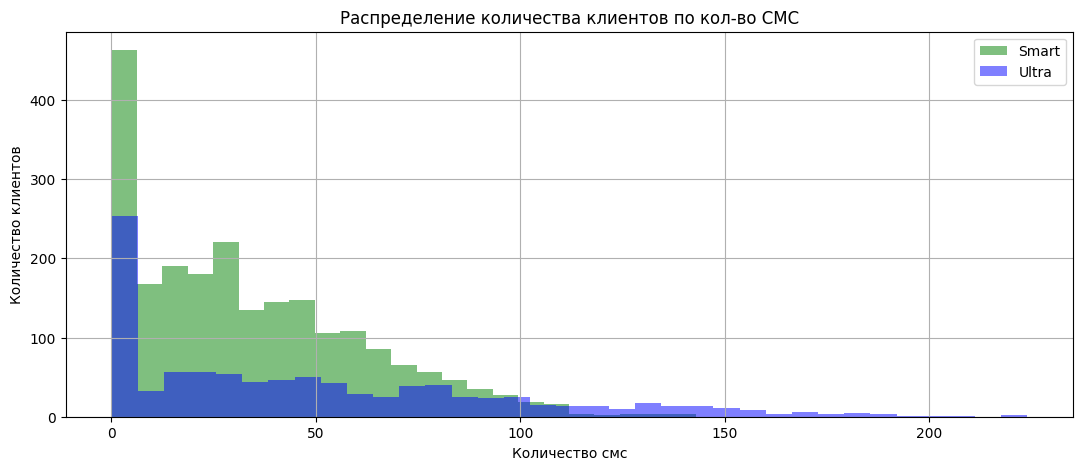 Распределение количества клиентов по кол-во СМС
Smart
Ultra
Количество клиентов
400
300
200
100
0
0 50 100 150 200
Количество смс